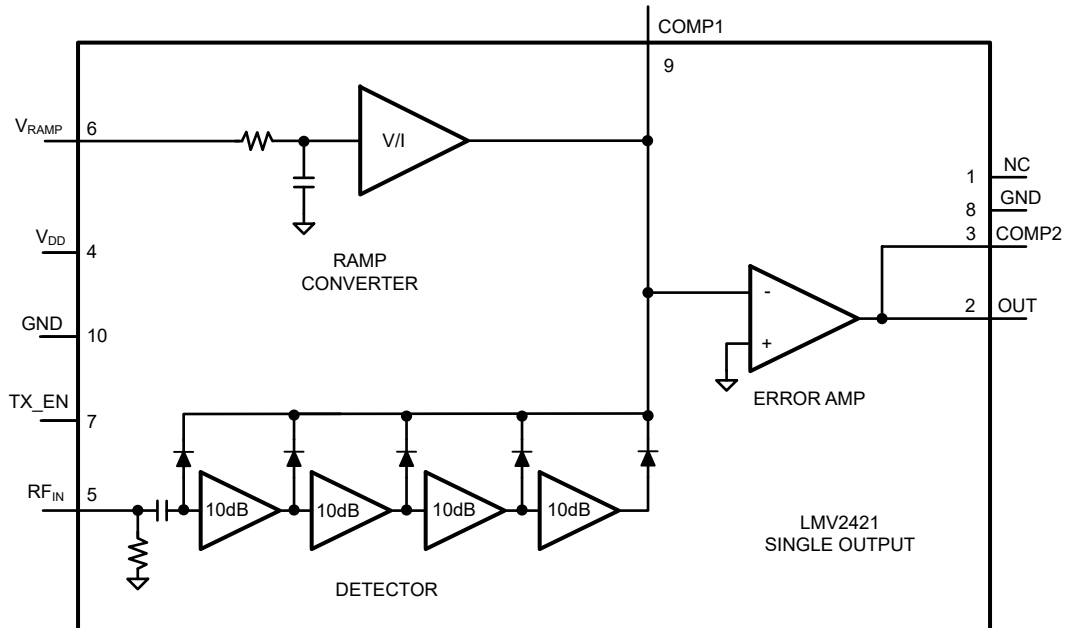 COMP1
9
V_RAMP 6
V/I
1 NC
8 GND
3 COMP2
V_DD
4
RAMP
CONVERTER
-
GND
10
2 OUT
+
ERROR AMP
TX_EN
7
RF_IN 5
10dB 10dB 10dB 10dB
LMV2421
SINGLE OUTPUT
DETECTOR